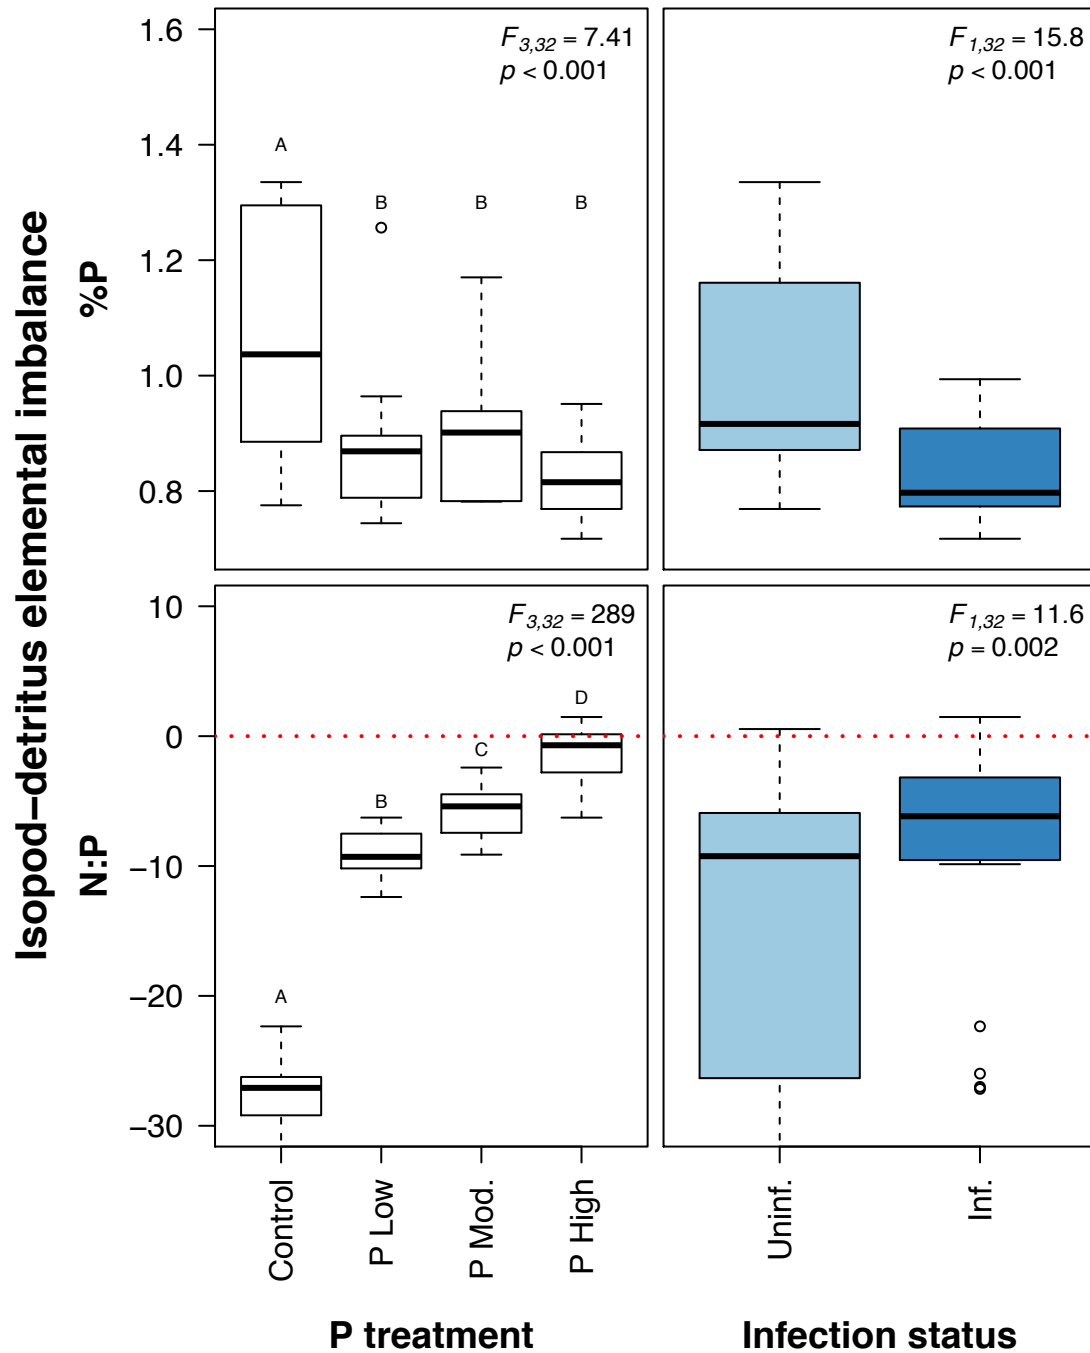 Isopod–detritus elemental imbalance
%P
1.6
1.4
1.2
1.0
0.8
A
B
B
B
F3,32 = 7.41
p < 0.001
F1,32 = 15.8
p < 0.001
N:P
10
0
−10
−20
−30
A
B
C
D
F3,32 = 289
p < 0.001
F1,32 = 11.6
p = 0.002
Control
P Low
P Mod.
P High
Uninf.
Inf.
P treatment
Infection status